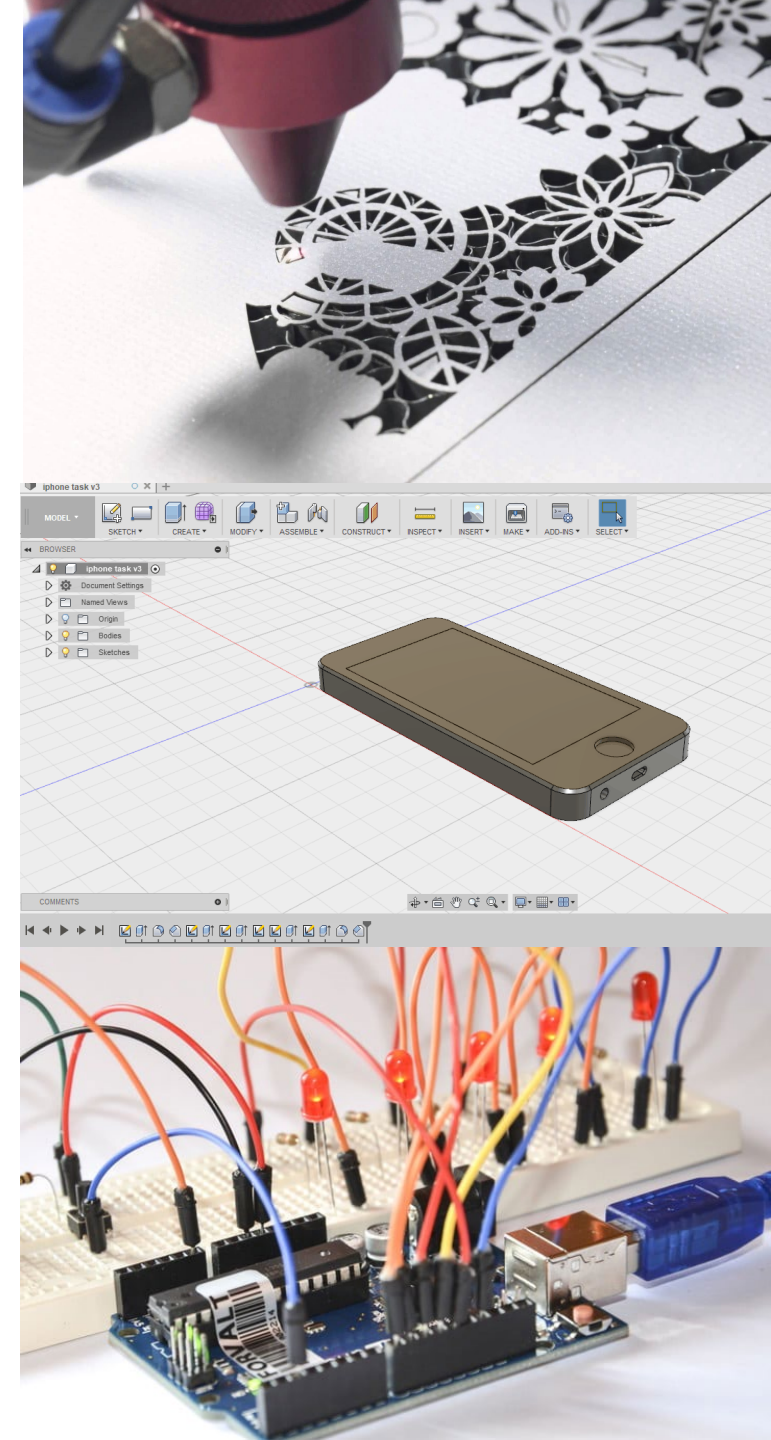 iphone task v3
MODEL
SKETCH
CREATE
MODIFY
ASSEMBLE
CONSTRUCT
INSPECT
INSERT
MAKE
ADD-INS
SELECT
BROWSER
iphone task v3
Document Settings
Named Views
Origin
Bodies
Sketches
COMMENTS
FORVALT